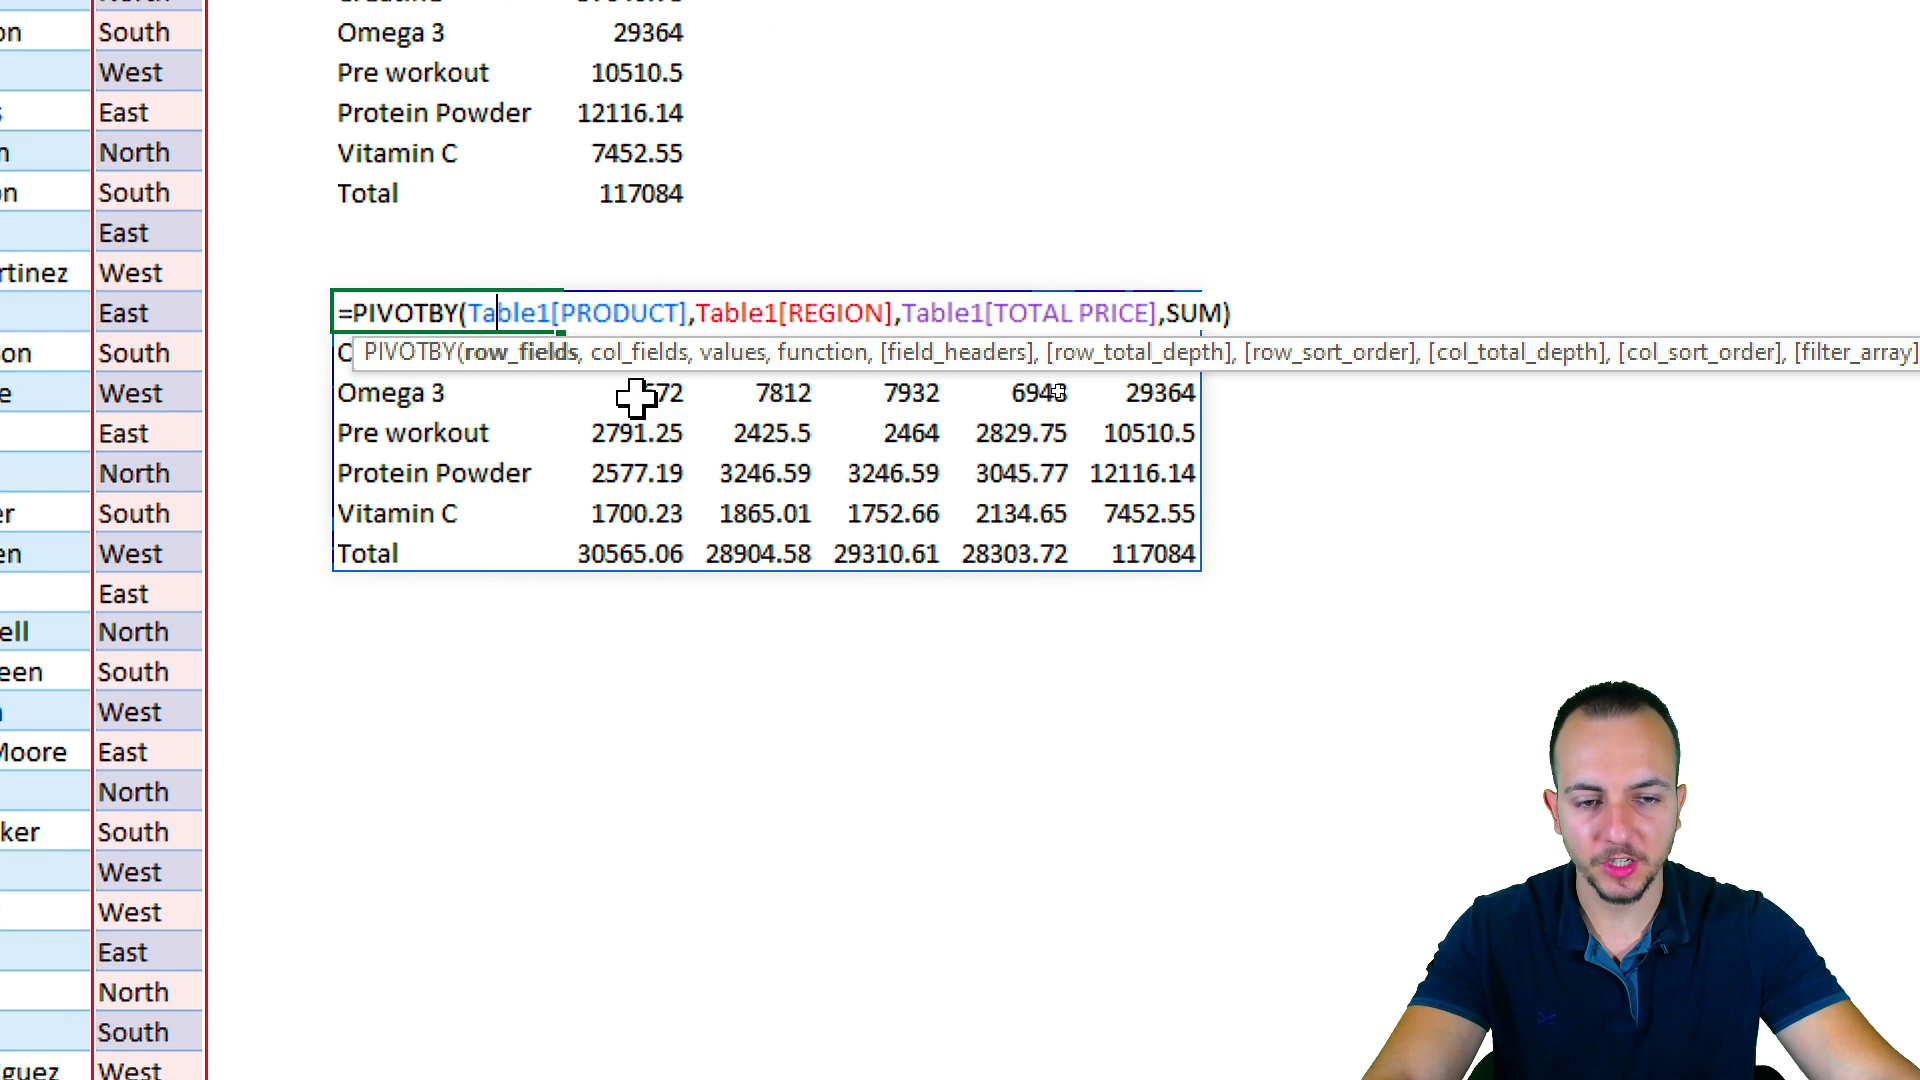 on South Omega 3 29364
West Pre workout 10510.5
East Protein Powder 12116.14
n North Vitamin C 7452.55
on South Total 117084
East
rtinez West
East =PIVOTBY(Table1[PRODUCT],Table1[REGION],Table1[TOTAL PRICE],SUM)
son South C PIVOTBY(row_fields, col_fields, values, function, [field_headers], [row_total_depth], [row_sort_order], [col_total_depth], [col_sort_order], [filter_array]
e West Omega 3 72 7812 7932 6943 29364
East Pre workout 2791.25 2425.5 2464 2829.75 10510.5
North Protein Powder 2577.19 3246.59 3246.59 3045.77 12116.14
er South Vitamin C 1700.23 1865.01 1752.66 2134.65 7452.55
en West Total 30565.06 28904.58 29310.61 28303.72 117084
East
ell North
een South
West
Moore East
North
ker South
West
West
East
North
South
guez West